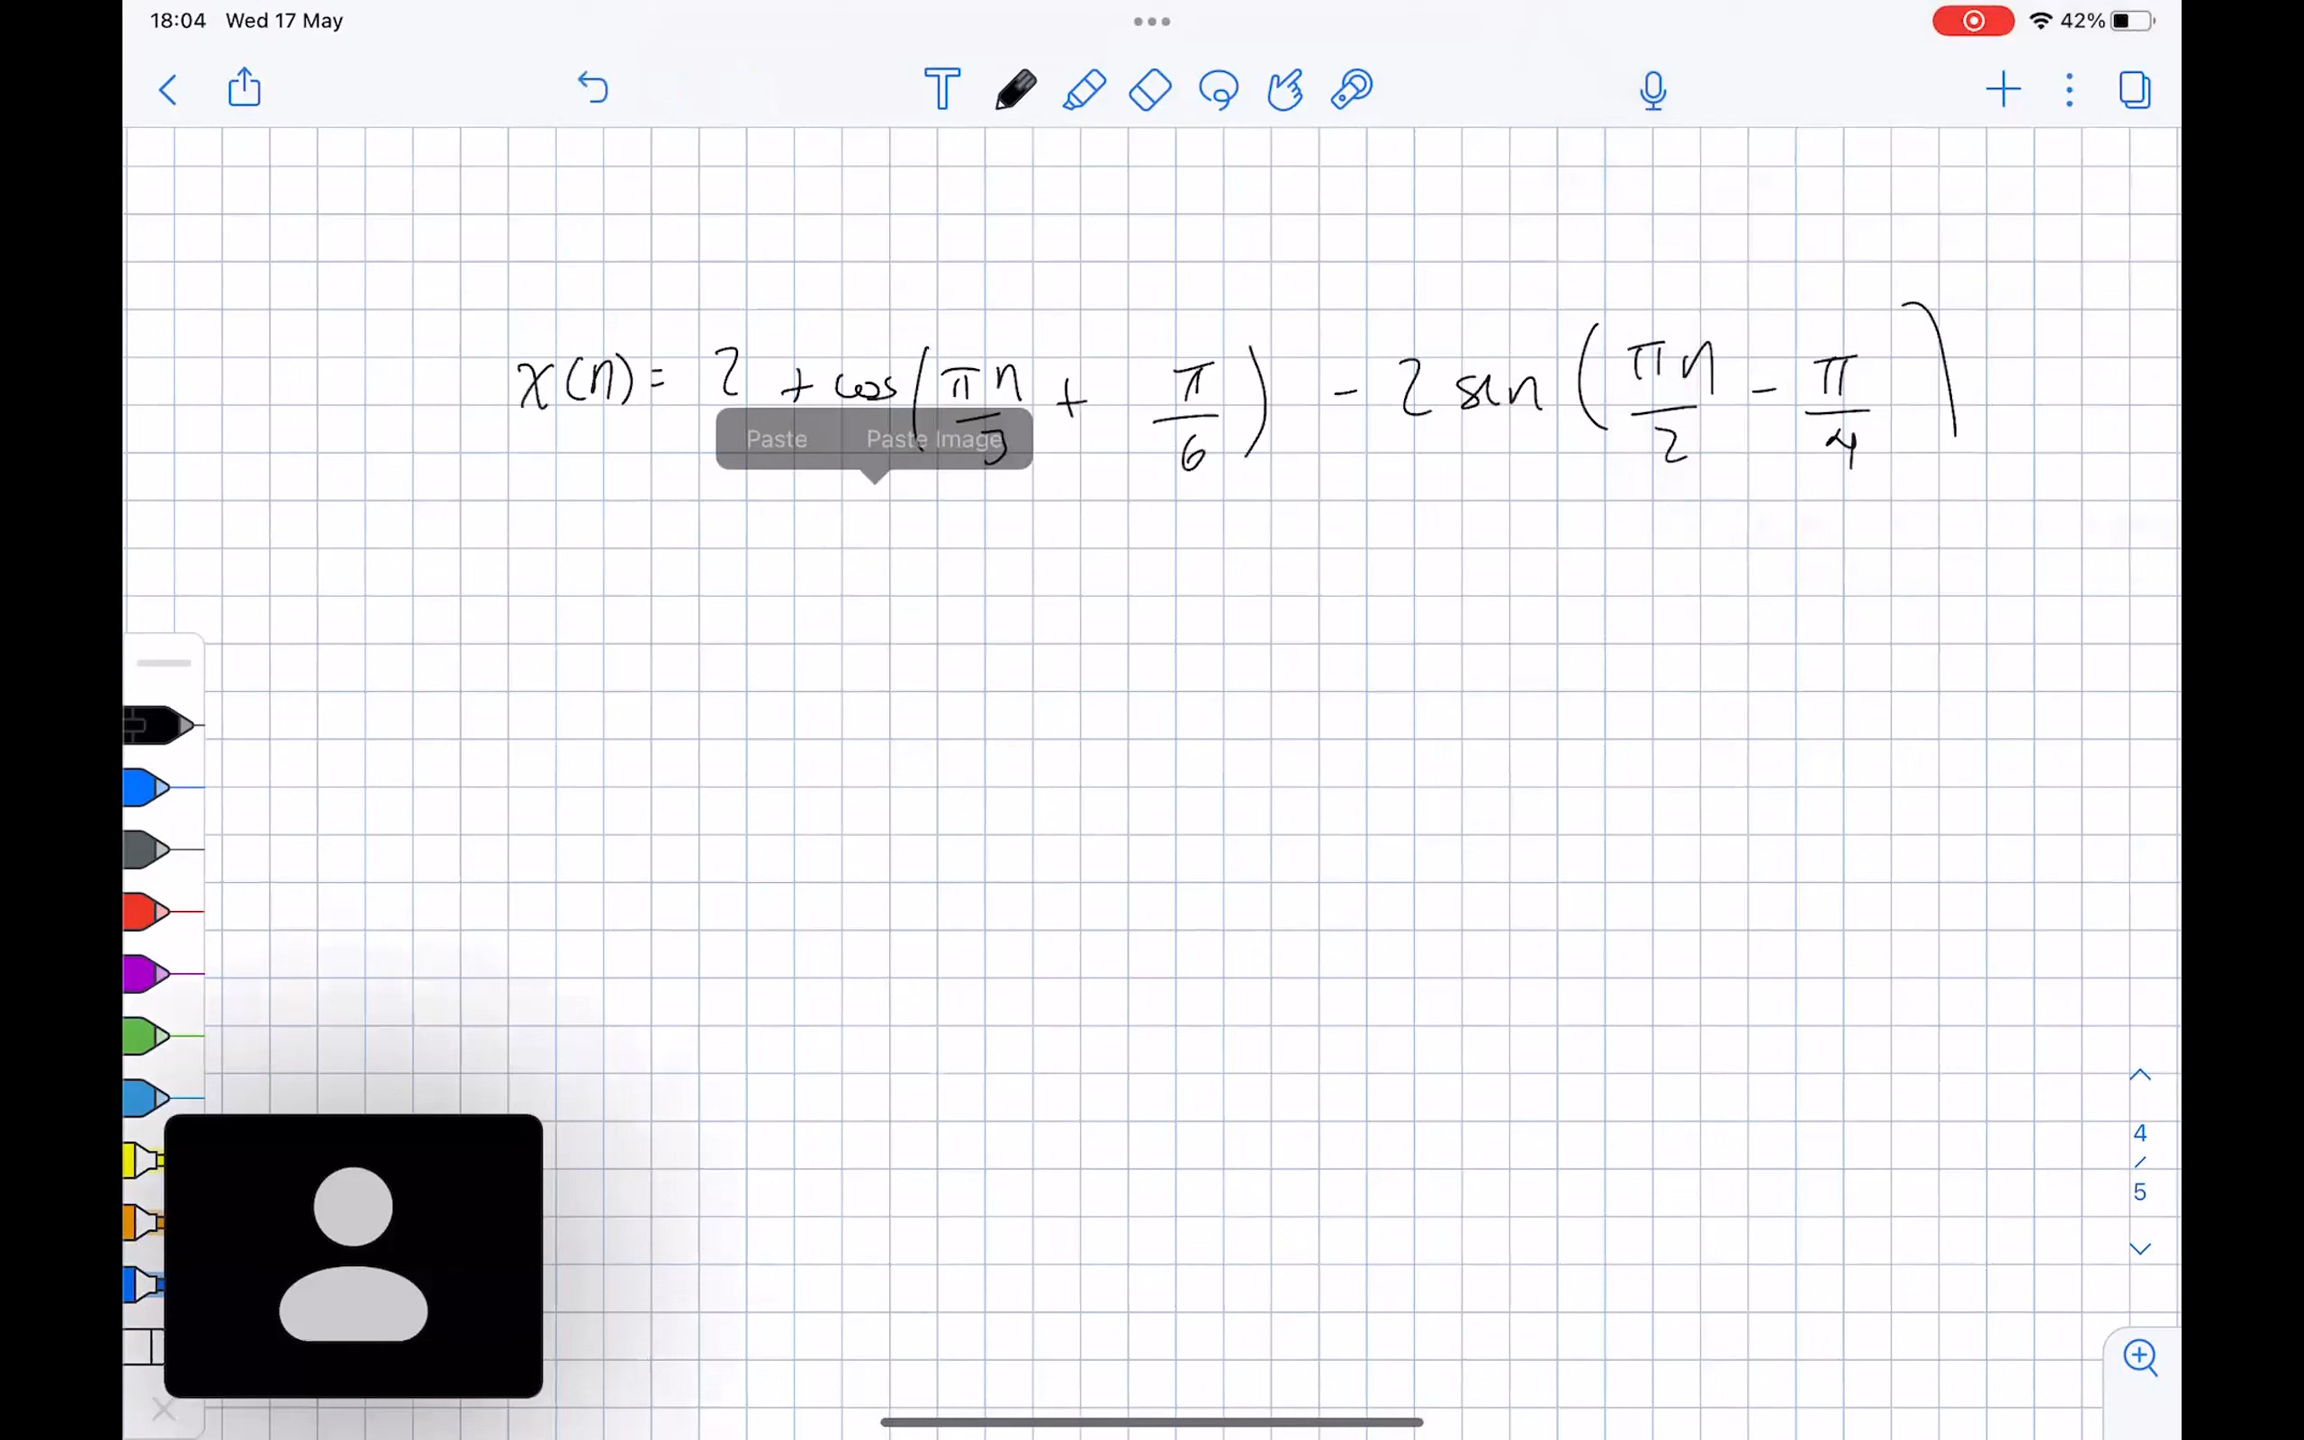 18:04 Wed 17 May
42%
x(n) = 2 + cos(πn/3 + π/6) - 2 sin(πn/2 - π/4)
Paste Paste Image
4
/
5